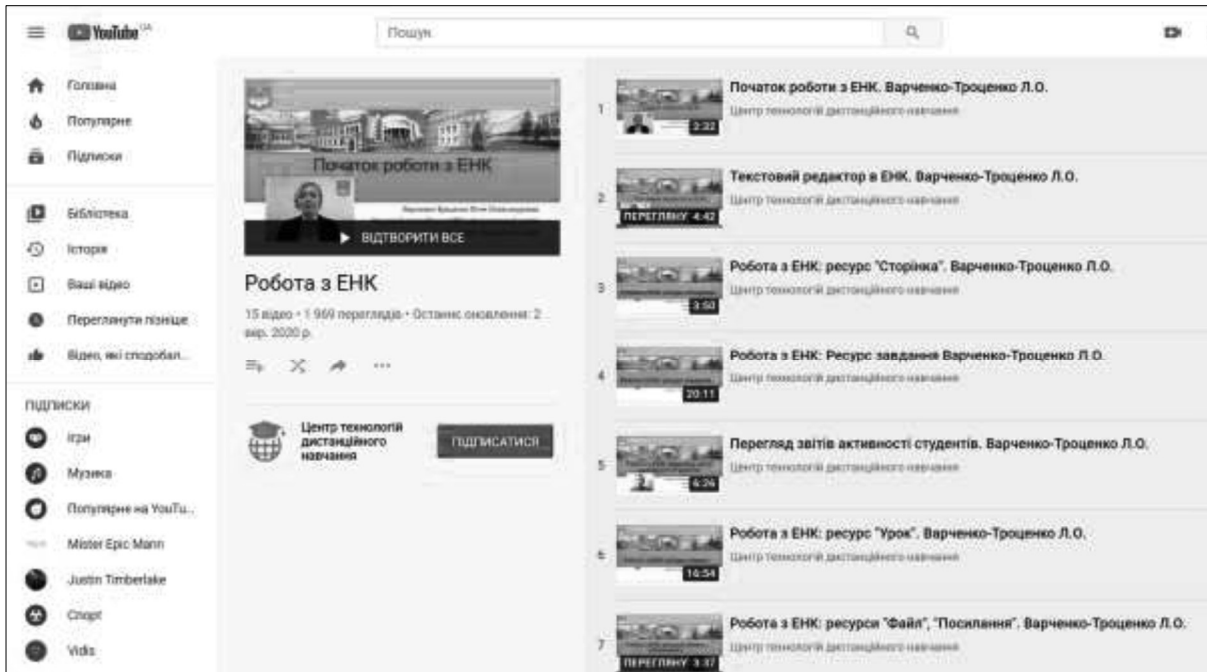 YouTube UA
Пошук
Головна
Популярне
Підписки
Бібліотека
Історія
Ваші відео
Переглянути пізніше
Відео, які сподобал...
ПІДПИСКИ
Ігри
Музика
Популярне на YouTu...
Mister Epic Mann
Justin Timberlake
Спорт
Vidis
Початок роботи з ЕНК
ВІДТВОРИТИ ВСЕ
Робота з ЕНК
15 відео • 1 969 переглядів • Останнє оновлення: 2
вер. 2020 р.
Центр технологій
дистанційного
навчання
ПІДПИСАТИСЯ
1
Початок роботи з ЕНК. Варченко-Троценко Л.О.
Центр технологій дистанційного навчання
2:22
2
Текстовий редактор в ЕНК. Варченко-Троценко Л.О.
Центр технологій дистанційного навчання
ПЕРЕГЛЯНУ 4:42
3
Робота з ЕНК: ресурс "Сторінка". Варченко-Троценко Л.О.
Центр технологій дистанційного навчання
3:50
4
Робота з ЕНК: Ресурс завдання Варченко-Троценко Л.О.
Центр технологій дистанційного навчання
20:11
5
Перегляд звітів активності студентів. Варченко-Троценко Л.О.
Центр технологій дистанційного навчання
6:26
6
Робота з ЕНК: ресурс "Урок". Варченко-Троценко Л.О.
Центр технологій дистанційного навчання
16:54
7
Робота з ЕНК: ресурси "Файл", "Посилання". Варченко-Троценко Л.О.
Центр технологій дистанційного навчання
ПЕРЕГЛЯНУ 3:37